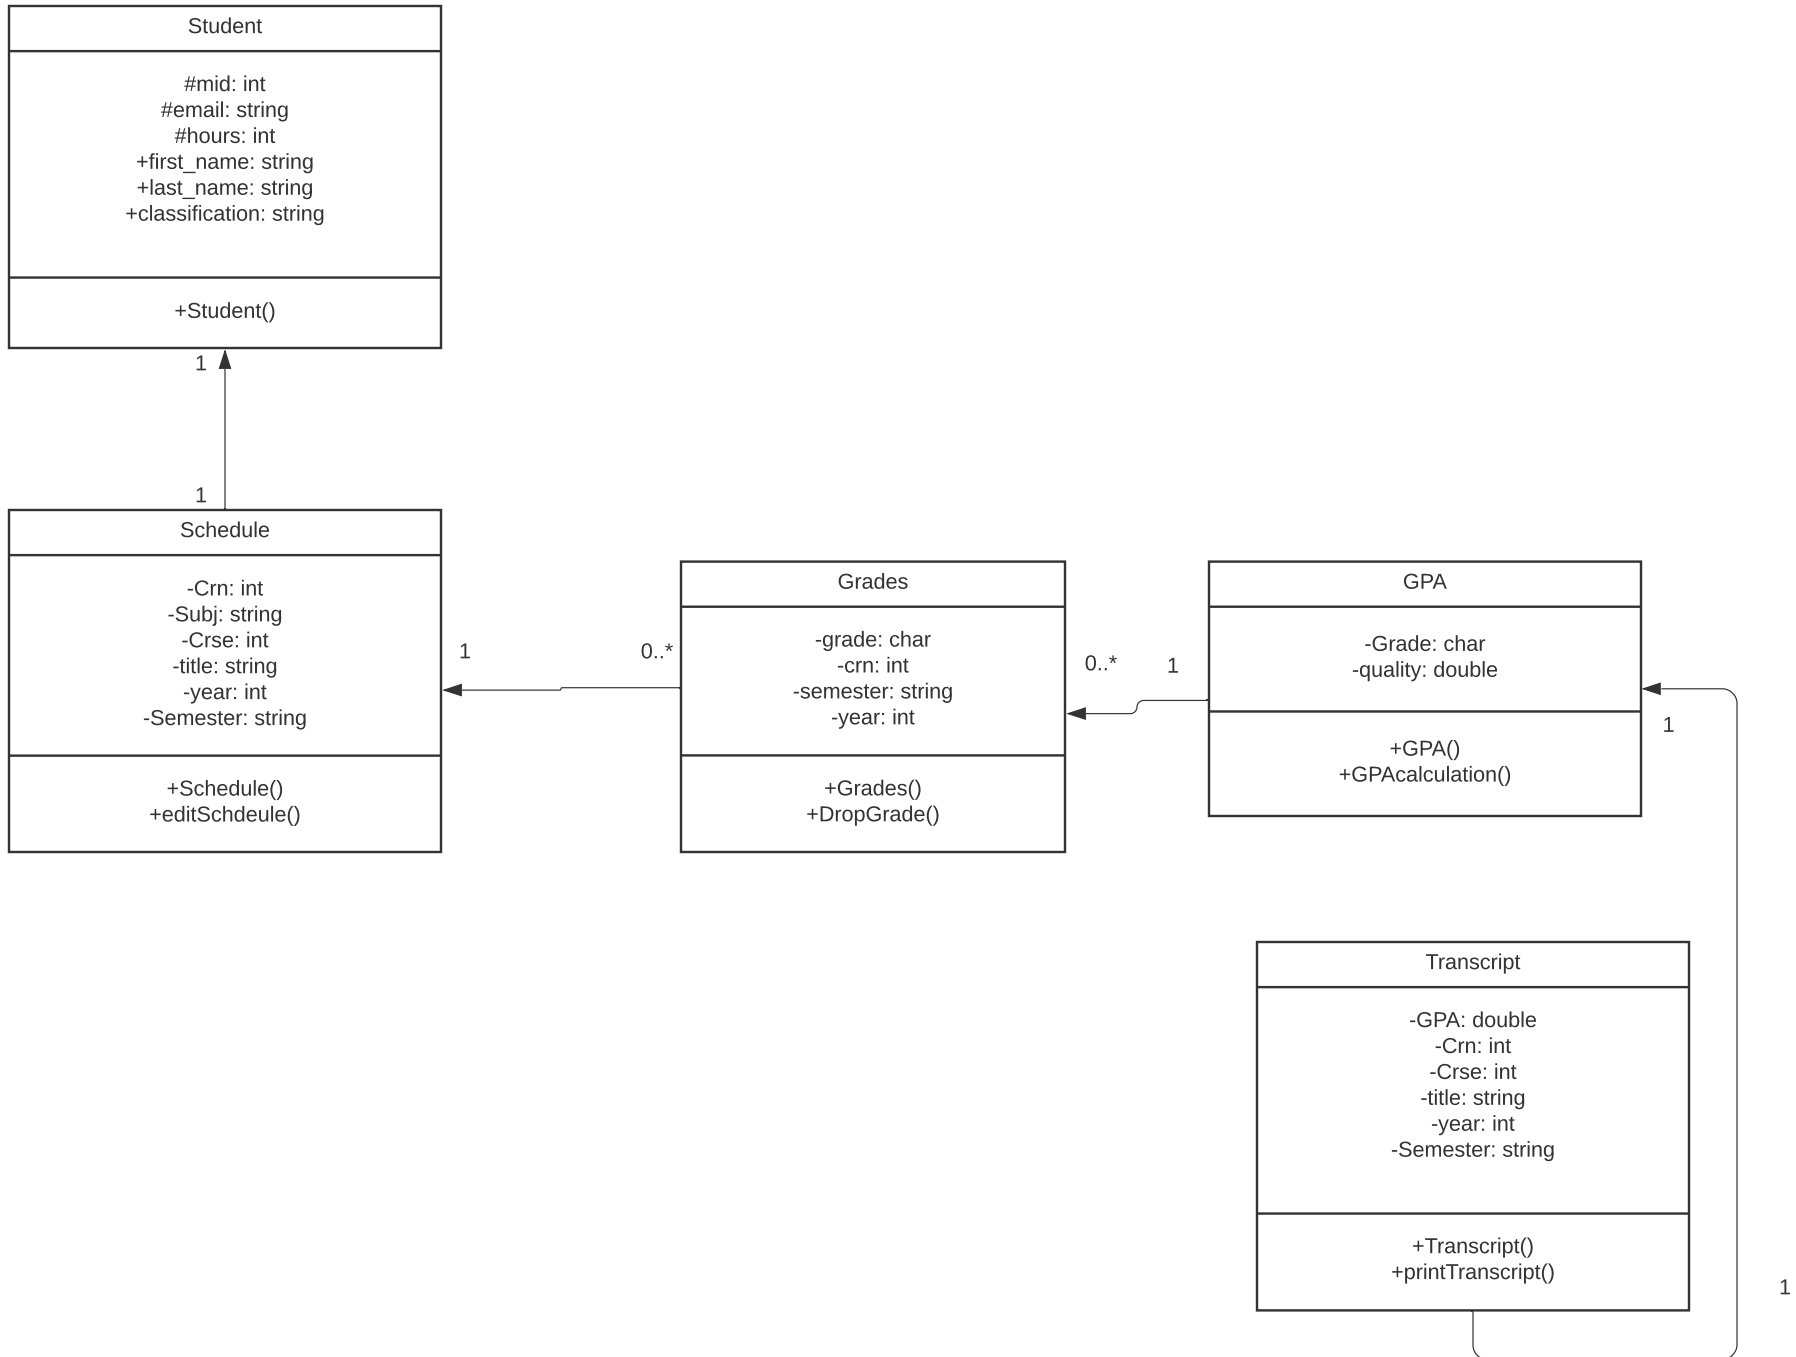 Student
#mid: int
#email: string
#hours: int
+first_name: string
+last_name: string
+classification: string
+Student()
1
1
Schedule
-Crn: int
-Subj: string
-Crse: int
-title: string
-year: int
-Semester: string
+Schedule()
+editSchdeule()
1
0..*
Grades
-grade: char
-crn: int
-semester: string
-year: int
+Grades()
+DropGrade()
0..*
1
GPA
-Grade: char
-quality: double
+GPA()
+GPAcalculation()
1
Transcript
-GPA: double
-Crn: int
-Crse: int
-title: string
-year: int
-Semester: string
+Transcript()
+printTranscript()
1